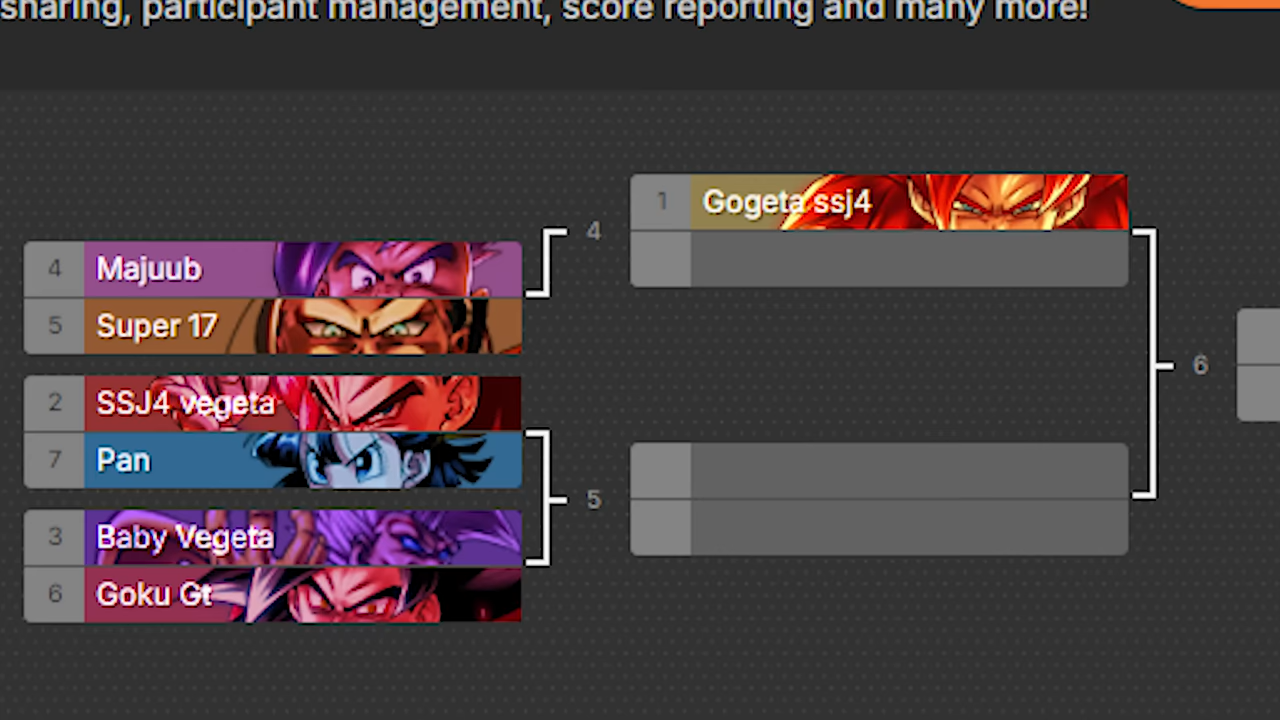 sharing, participant management, score reporting and many more!
1 Gogeta ssj4
4
4 Majuub
5 Super 17
2 SSJ4 vegeta
6
7 Pan
5
3 Baby Vegeta
6 Goku Gt